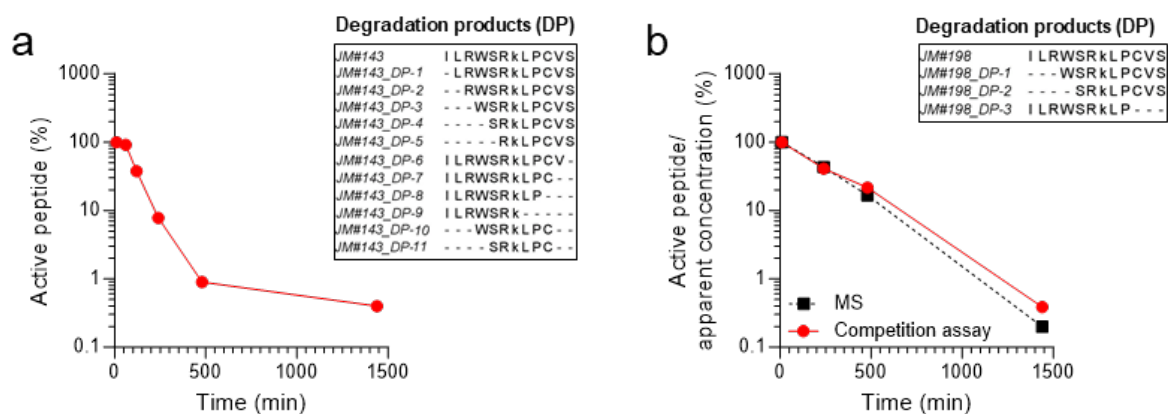 a
Degradation products (DP)
JM#143 ILRWSRkLPCVS
JM#143_DP-1 -LRWSRkLPCVS
JM#143_DP-2 --RWSRkLPCVS
JM#143_DP-3 ---WSRkLPCVS
JM#143_DP-4 ----SRkLPCVS
JM#143_DP-5 -----RkLPCVS
JM#143_DP-6 ILRWSRkLPCV-
JM#143_DP-7 ILRWSRkLPC--
JM#143_DP-8 ILRWSRkLP---
JM#143_DP-9 ILRWSRk-----
JM#143_DP-10 ---WSRkLPC--
JM#143_DP-11 ----SRkLPC--
Active peptide (%)
1000
100
10
1
0.1
0 500 1000 1500
Time (min)
b
Degradation products (DP)
JM#198 ILRWSRkLPCVS
JM#198_DP-1 ---WSRkLPCVS
JM#198_DP-2 ----SRkLPCVS
JM#198_DP-3 ILRWSRkLP---
Active peptide/
apparent concentration (%)
1000
100
10
1
0.1
MS
Competition assay
0 500 1000 1500
Time (min)